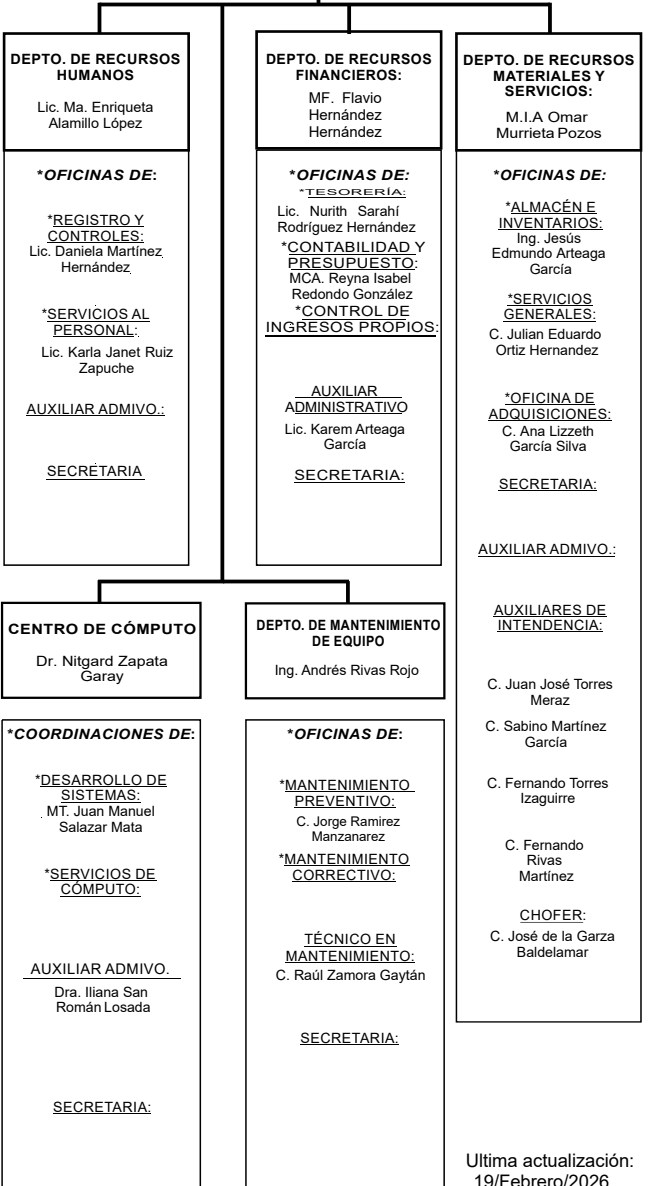 DEPTO. DE RECURSOS
HUMANOS
Lic. Ma. Enriqueta
Alamillo López
*OFICINAS DE:
*REGISTRO Y
CONTROLES:
Lic. Daniela Martínez
Hernández
*SERVICIOS AL
PERSONAL:
Lic. Karla Janet Ruiz
Zapuche
AUXILIAR ADMIVO.:
SECRETARIA
DEPTO. DE RECURSOS
FINANCIEROS:
MF. Flavio
Hernández
Hernández
*OFICINAS DE:
*TESORERÍA:
Lic. Nurith Sarahí
Rodríguez Hernández
*CONTABILIDAD Y
PRESUPUESTO:
MCA. Reyna Isabel
Redondo González
*CONTROL DE
INGRESOS PROPIOS:
AUXILIAR
ADMINISTRATIVO
Lic. Karem Arteaga
García
SECRETARIA:
DEPTO. DE RECURSOS
MATERIALES Y
SERVICIOS:
M.I.A Omar
Murrieta Pozos
*OFICINAS DE:
*ALMACÉN E
INVENTARIOS:
Ing. Jesús
Edmundo Arteaga
García
*SERVICIOS
GENERALES:
C. Julian Eduardo
Ortiz Hernandez
*OFICINA DE
ADQUISICIONES:
C. Ana Lizzeth
García Silva
SECRETARIA:
AUXILIAR ADMIVO.:
AUXILIARES DE
INTENDENCIA:
C. Juan José Torres
Meraz
C. Sabino Martínez
García
C. Fernando Torres
Izaguirre
C. Fernando
Rivas
Martínez
CHOFER:
C. José de la Garza
Baldelamar
CENTRO DE CÓMPUTO
Dr. Nitgard Zapata
Garay
*COORDINACIONES DE:
*DESARROLLO DE
SISTEMAS:
MT. Juan Manuel
Salazar Mata
*SERVICIOS DE
CÓMPUTO:
AUXILIAR ADMIVO.
Dra. Iliana San
Román Losada
SECRETARIA:
DEPTO. DE MANTENIMIENTO
DE EQUIPO
Ing. Andrés Rivas Rojo
*OFICINAS DE:
*MANTENIMIENTO
PREVENTIVO:
C. Jorge Ramirez
Manzanarez
*MANTENIMIENTO
CORRECTIVO:
TÉCNICO EN
MANTENIMIENTO:
C. Raúl Zamora Gaytán
SECRETARIA:
Ultima actualización:
19/Febrero/2026